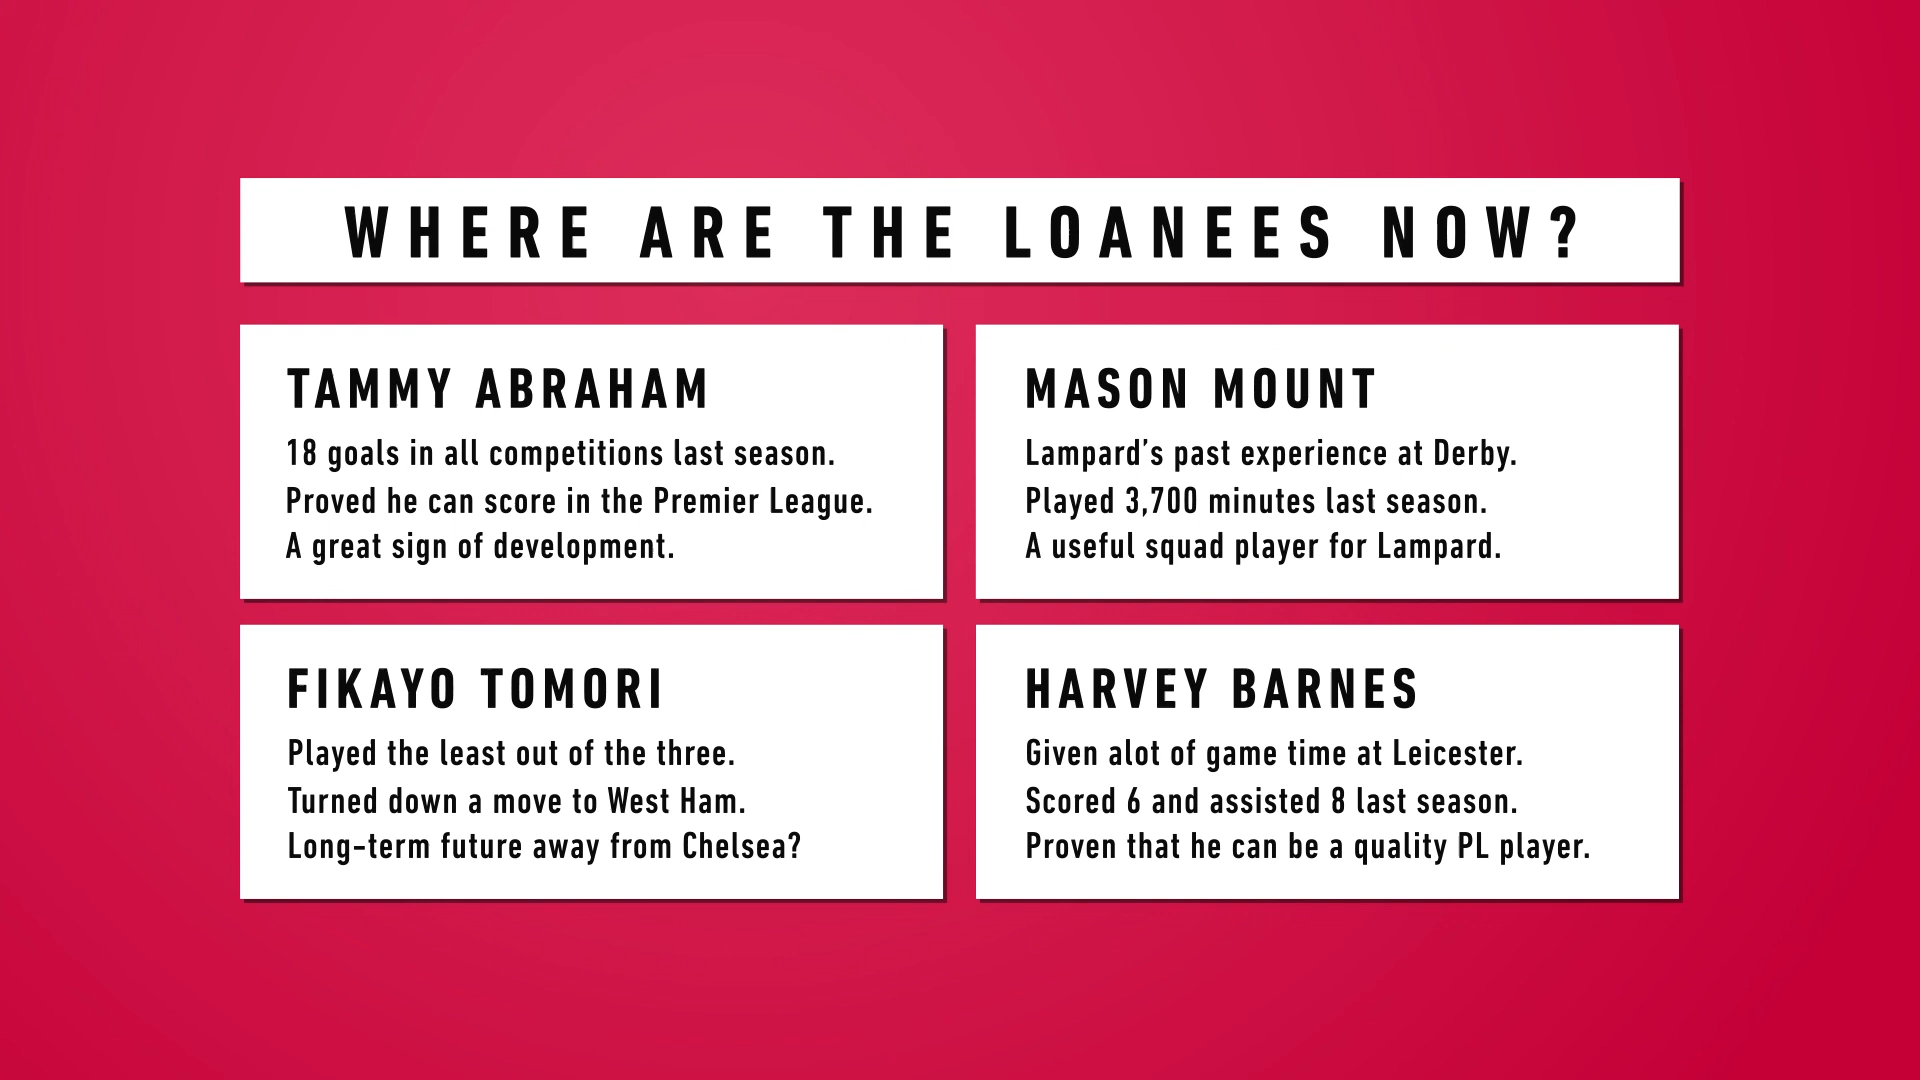 WHERE ARE THE LOANEES NOW?
TAMMY ABRAHAM
18 goals in all competitions last season.
Proved he can score in the Premier League.
A great sign of development.
MASON MOUNT
Lampard’s past experience at Derby.
Played 3,700 minutes last season.
A useful squad player for Lampard.
FIKAYO TOMORI
Played the least out of the three.
Turned down a move to West Ham.
Long-term future away from Chelsea?
HARVEY BARNES
Given alot of game time at Leicester.
Scored 6 and assisted 8 last season.
Proven that he can be a quality PL player.